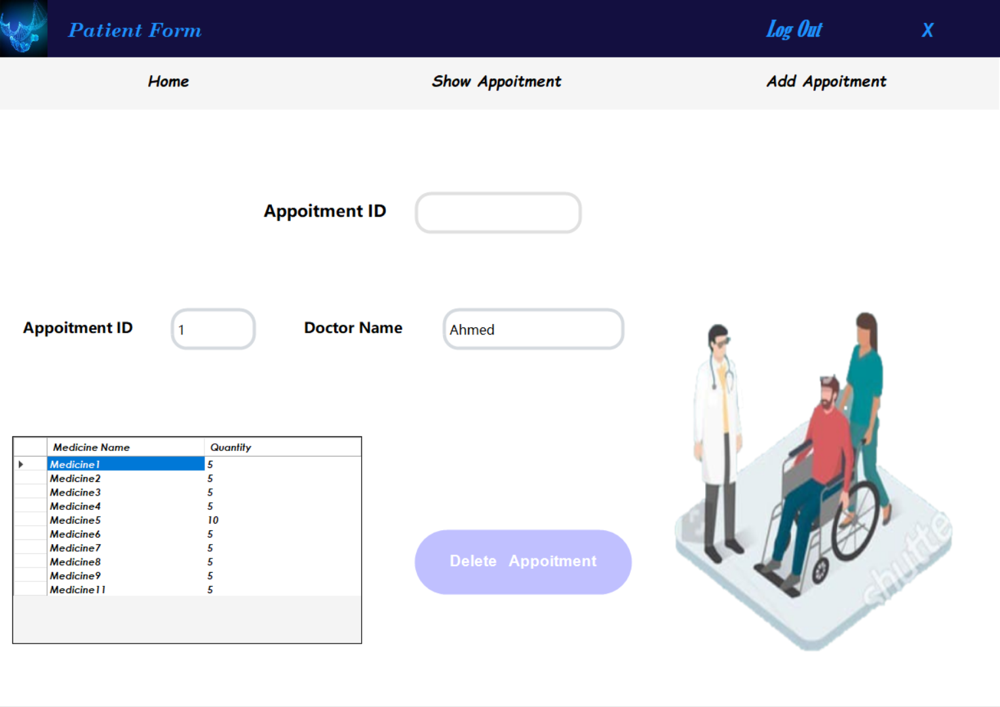 Patient Form Log Out X
Home Show Appoitment Add Appoitment
Appoitment ID
Appoitment ID 1 Doctor Name Ahmed
Medicine Name Quantity
Medicine1 5
Medicine2 5
Medicine3 5
Medicine4 5
Medicine5 10
Medicine6 5
Medicine7 5
Medicine8 5
Medicine9 5
Medicine11 5
Delete Appoitment
shutte